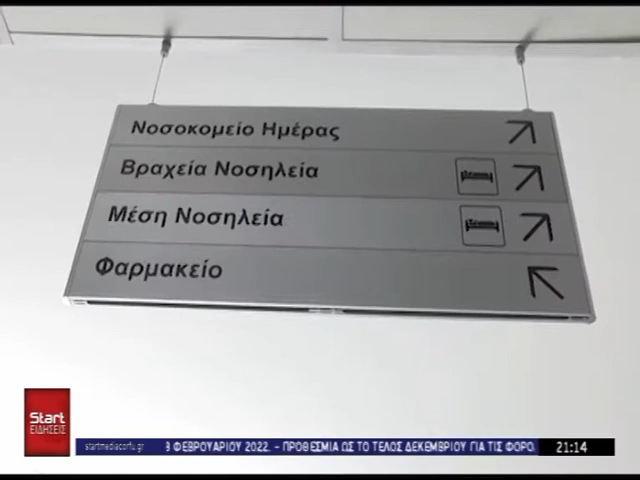 Νοσοκομείο Ημέρας
Βραχεία Νοσηλεία
Μέση Νοσηλεία
Φαρμακείο
Start
ΕΙΔΗΣΕΙΣ
startmediacorfu.gr
ΦΕΒΡΟΥΑΡΙΟΥ 2022. - ΠΡΟΘΕΣΜΙΑ ΩΣ ΤΟ ΤΕΛΟΣ ΔΕΚΕΜΒΡΙΟΥ ΓΙΑ ΤΙΣ ΦΟΡΟ
21:14